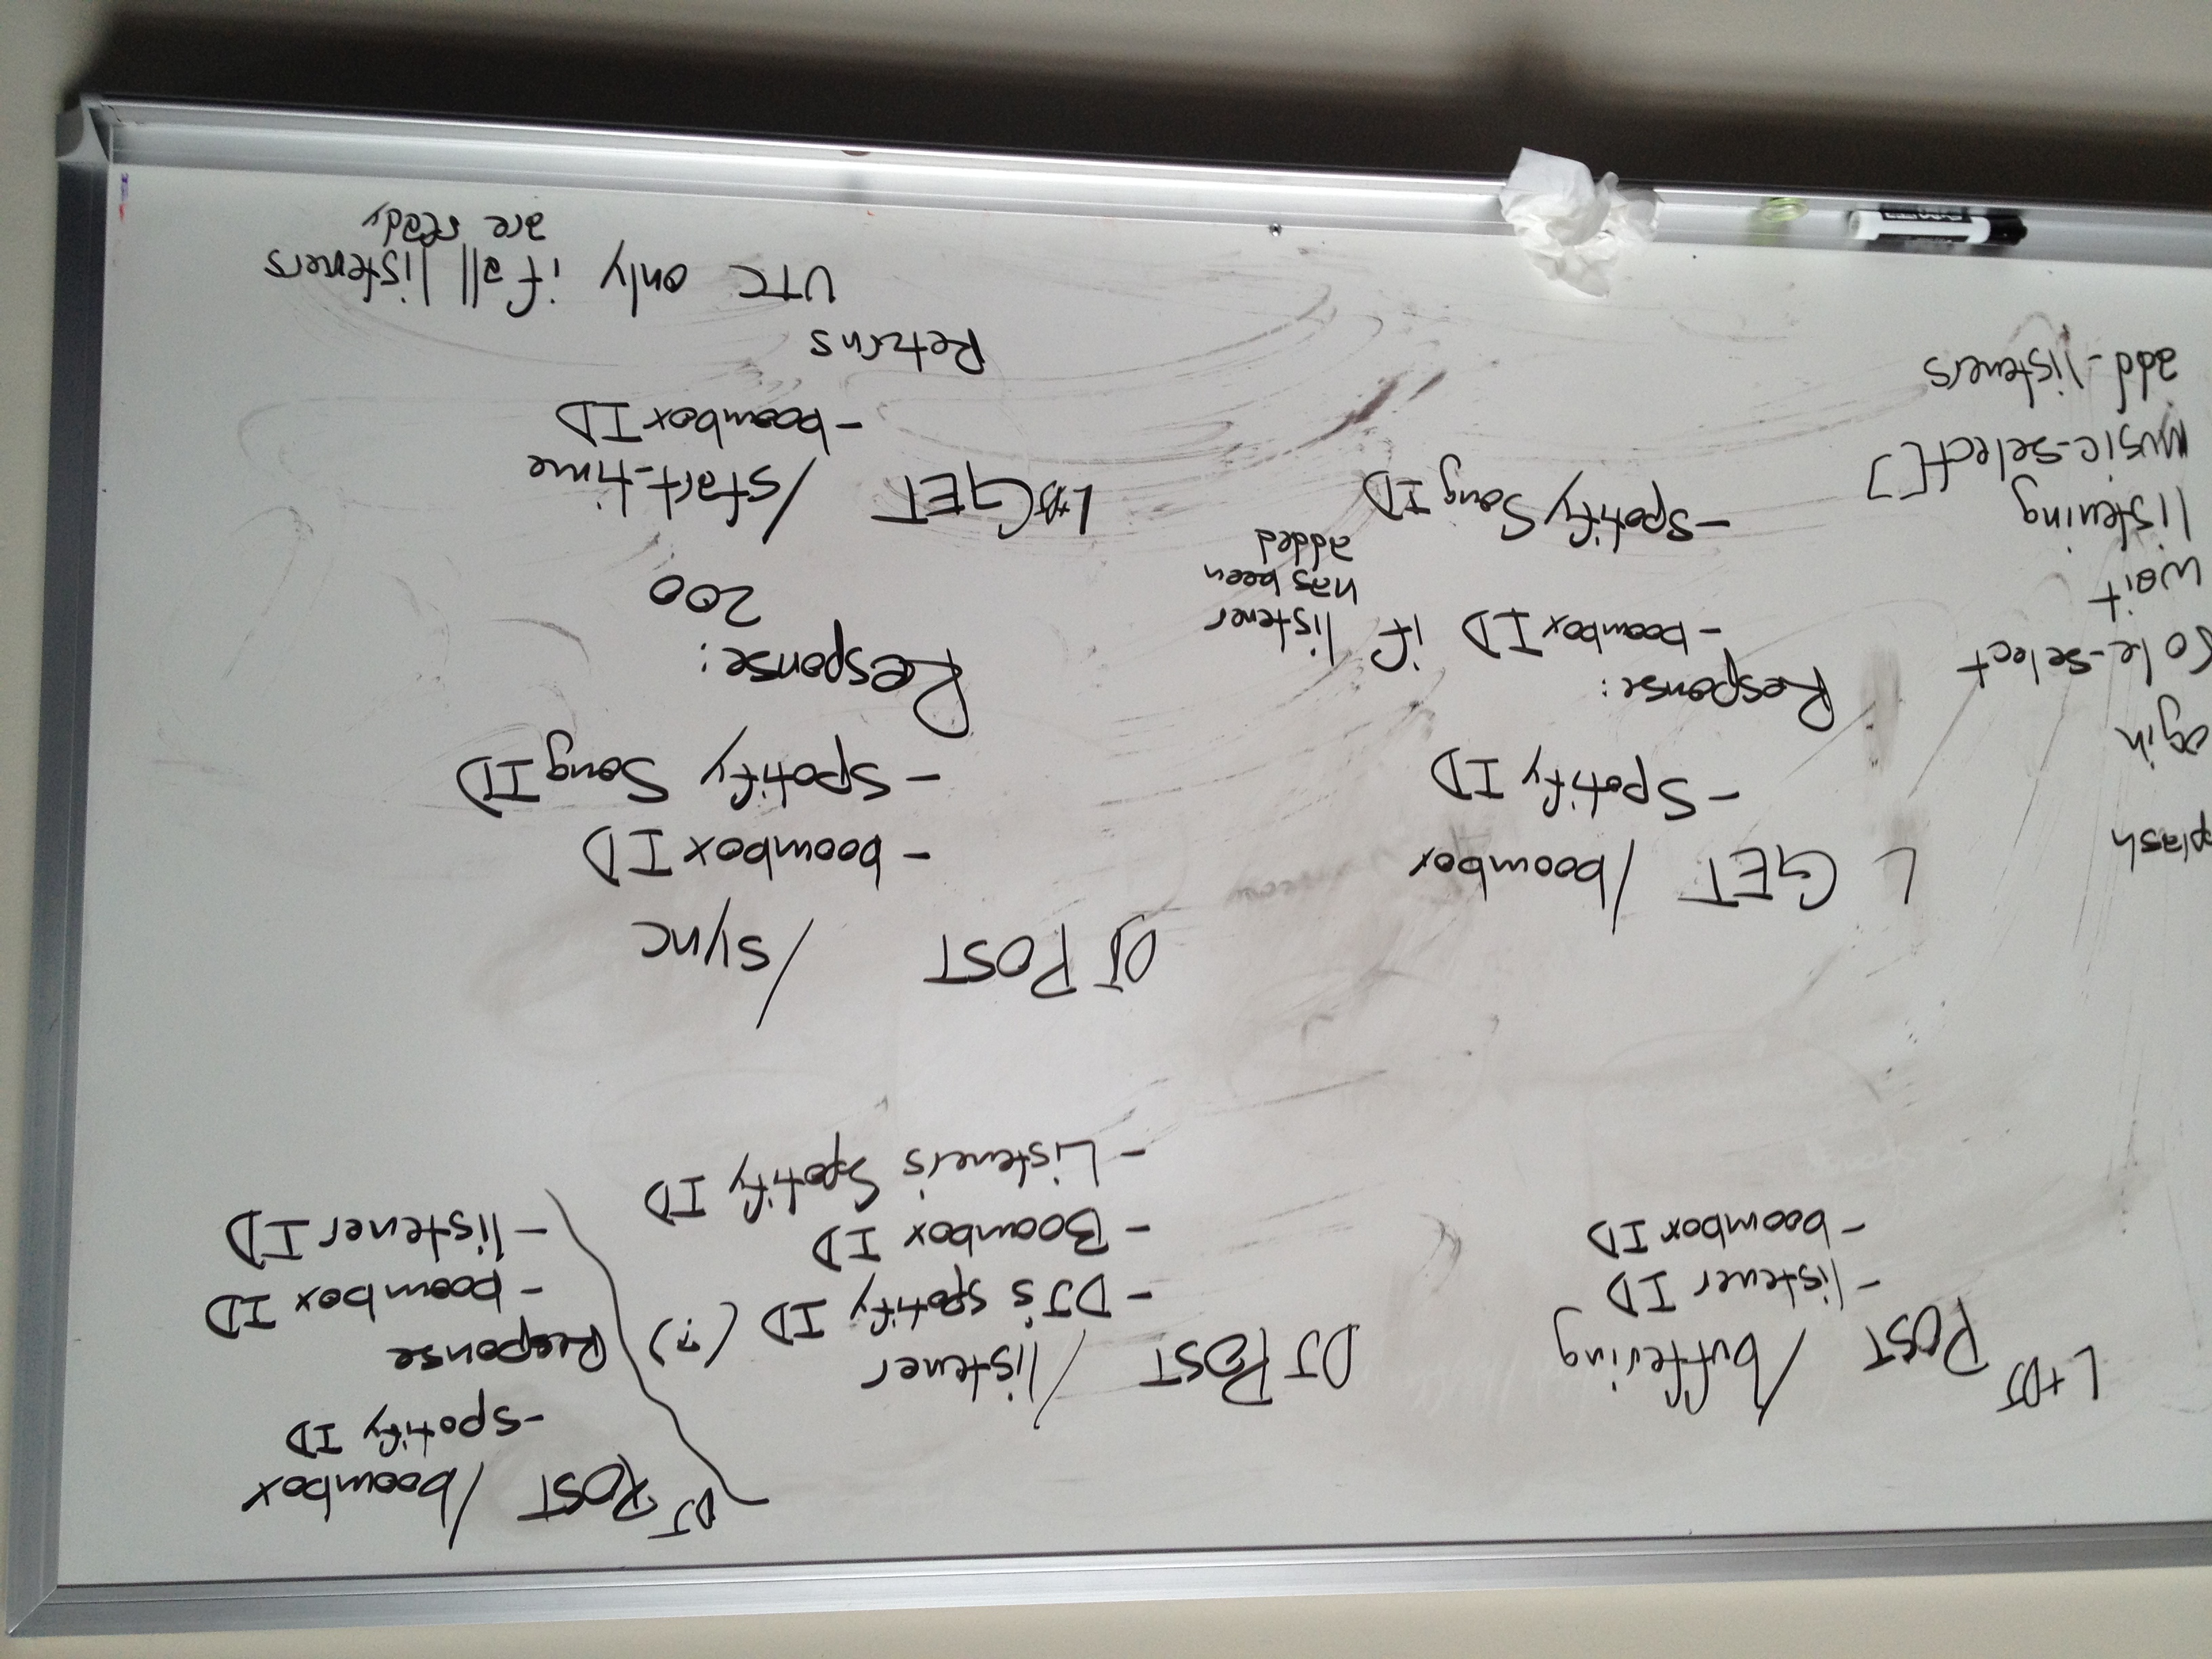 L+DJ POST /buffering
- listener ID
- boombox ID
DJ POST /listener
- DJ's spotify ID (?)
- Boombox ID
- Listener's Spotify ID
DJ POST /boombox
- spotify ID
Response
- boombox ID
- listener ID
L GET /boombox
- Spotify ID
Response:
- boombox ID if listener
has been
added
- spotify Song ID
DJ POST /sync
- boombox ID
- spotify Song ID
Response:
200
L+DJ GET /start_time
- boombox ID
Returns
UTC only if all listeners
are ready
plash
ogin
role-select
wait
listening
music-select[]
add_listeners